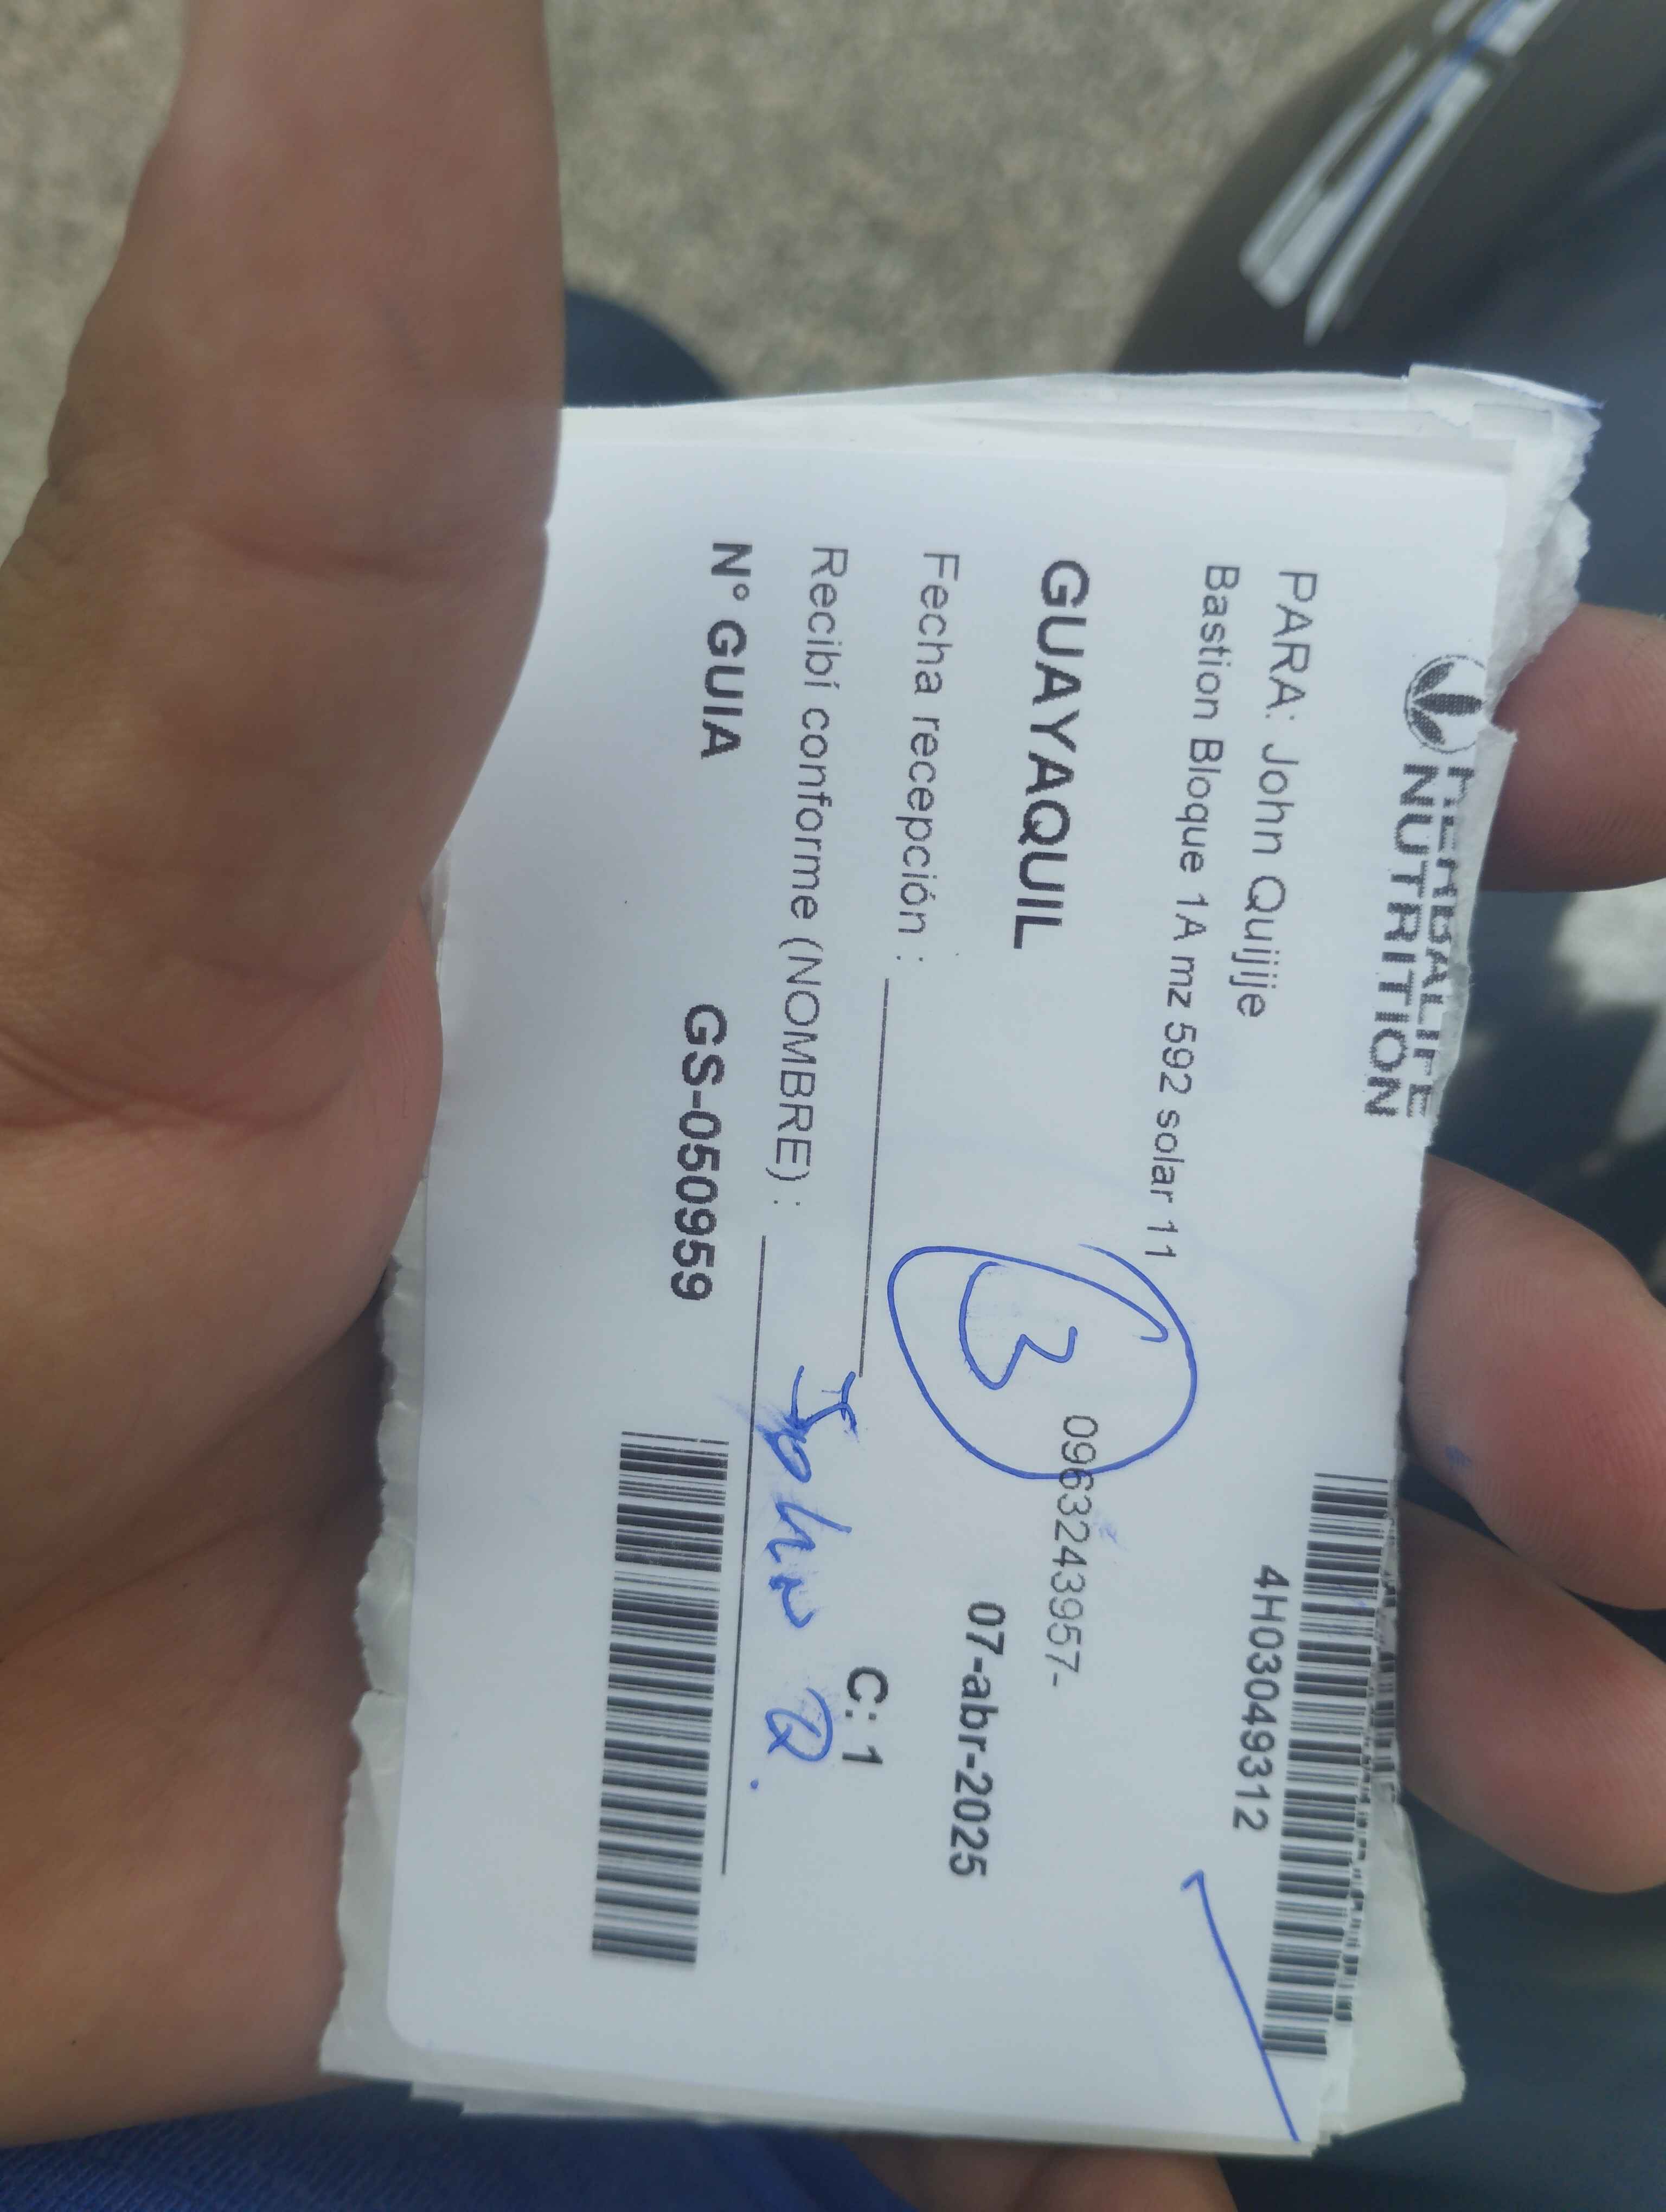 HERBALIFE
NUTRITION
4H03049312
PARA: John Quijije
Bastion Bloque 1A mz 592 solar 11
3
0963243957-
GUAYAQUIL
07-abr-2025
Fecha recepción :
C: 1
Recibí conforme (NOMBRE) : John Q.
N° GUIA GS-050959